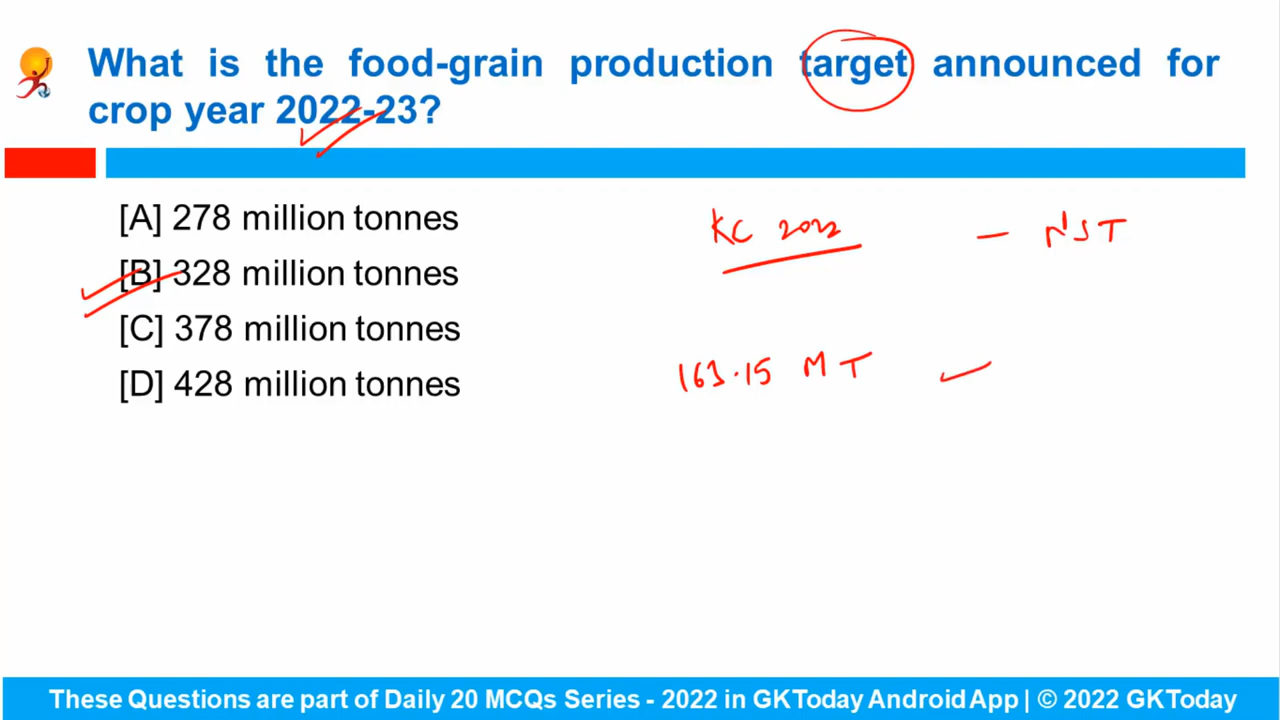 What is the food-grain production target announced for
crop year 2022-23?
[A] 278 million tonnes
[B] 328 million tonnes
[C] 378 million tonnes
[D] 428 million tonnes
KC 2022 — NST
163.15 MT
These Questions are part of Daily 20 MCQs Series - 2022 in GKToday Android App | © 2022 GKToday